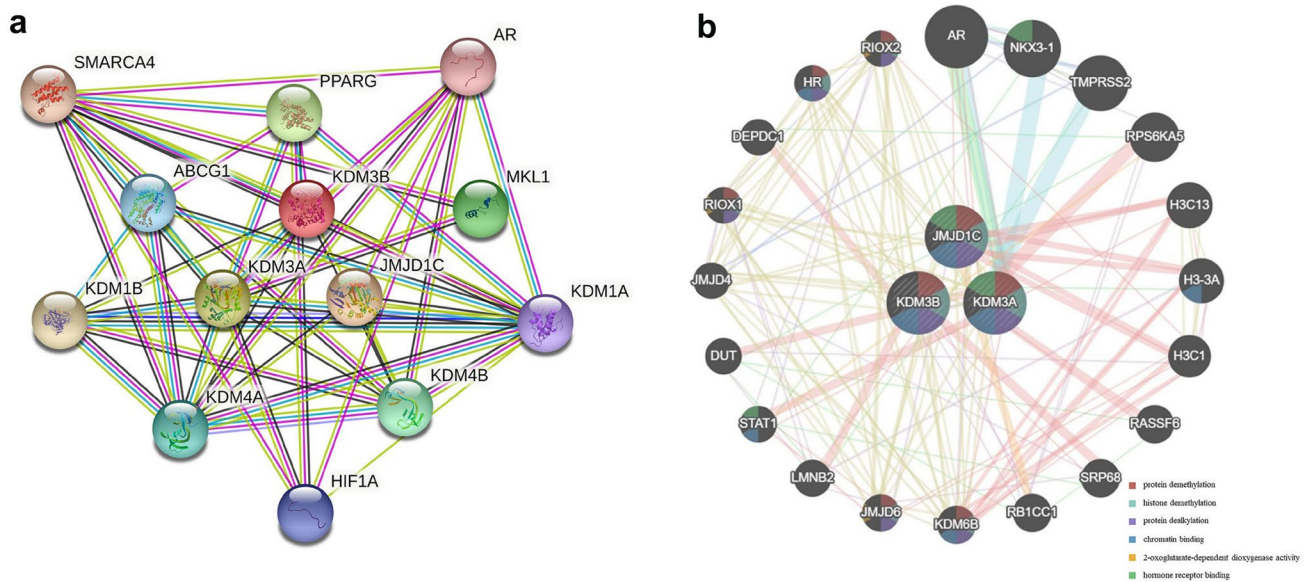 a
SMARCA4
AR
PPARG
ABCG1
KDM3B
MKL1
KDM3A
JMJD1C
KDM1B
KDM1A
KDM4B
KDM4A
HIF1A
b
AR
RIOX2
NKX3-1
HR
TMPRSS2
DEPDC1
RPS6KA5
RIOX1
H3C13
JMJD1C
JMJD4
H3-3A
KDM3B
KDM3A
DUT
H3C1
STAT1
RASSF6
LMNB2
SRP68
JMJD6
KDM6B
RB1CC1
protein demethylation
histone demethylation
protein dealkylation
chromatin binding
2-oxoglutarate-dependent dioxygenase activity
hormone receptor binding